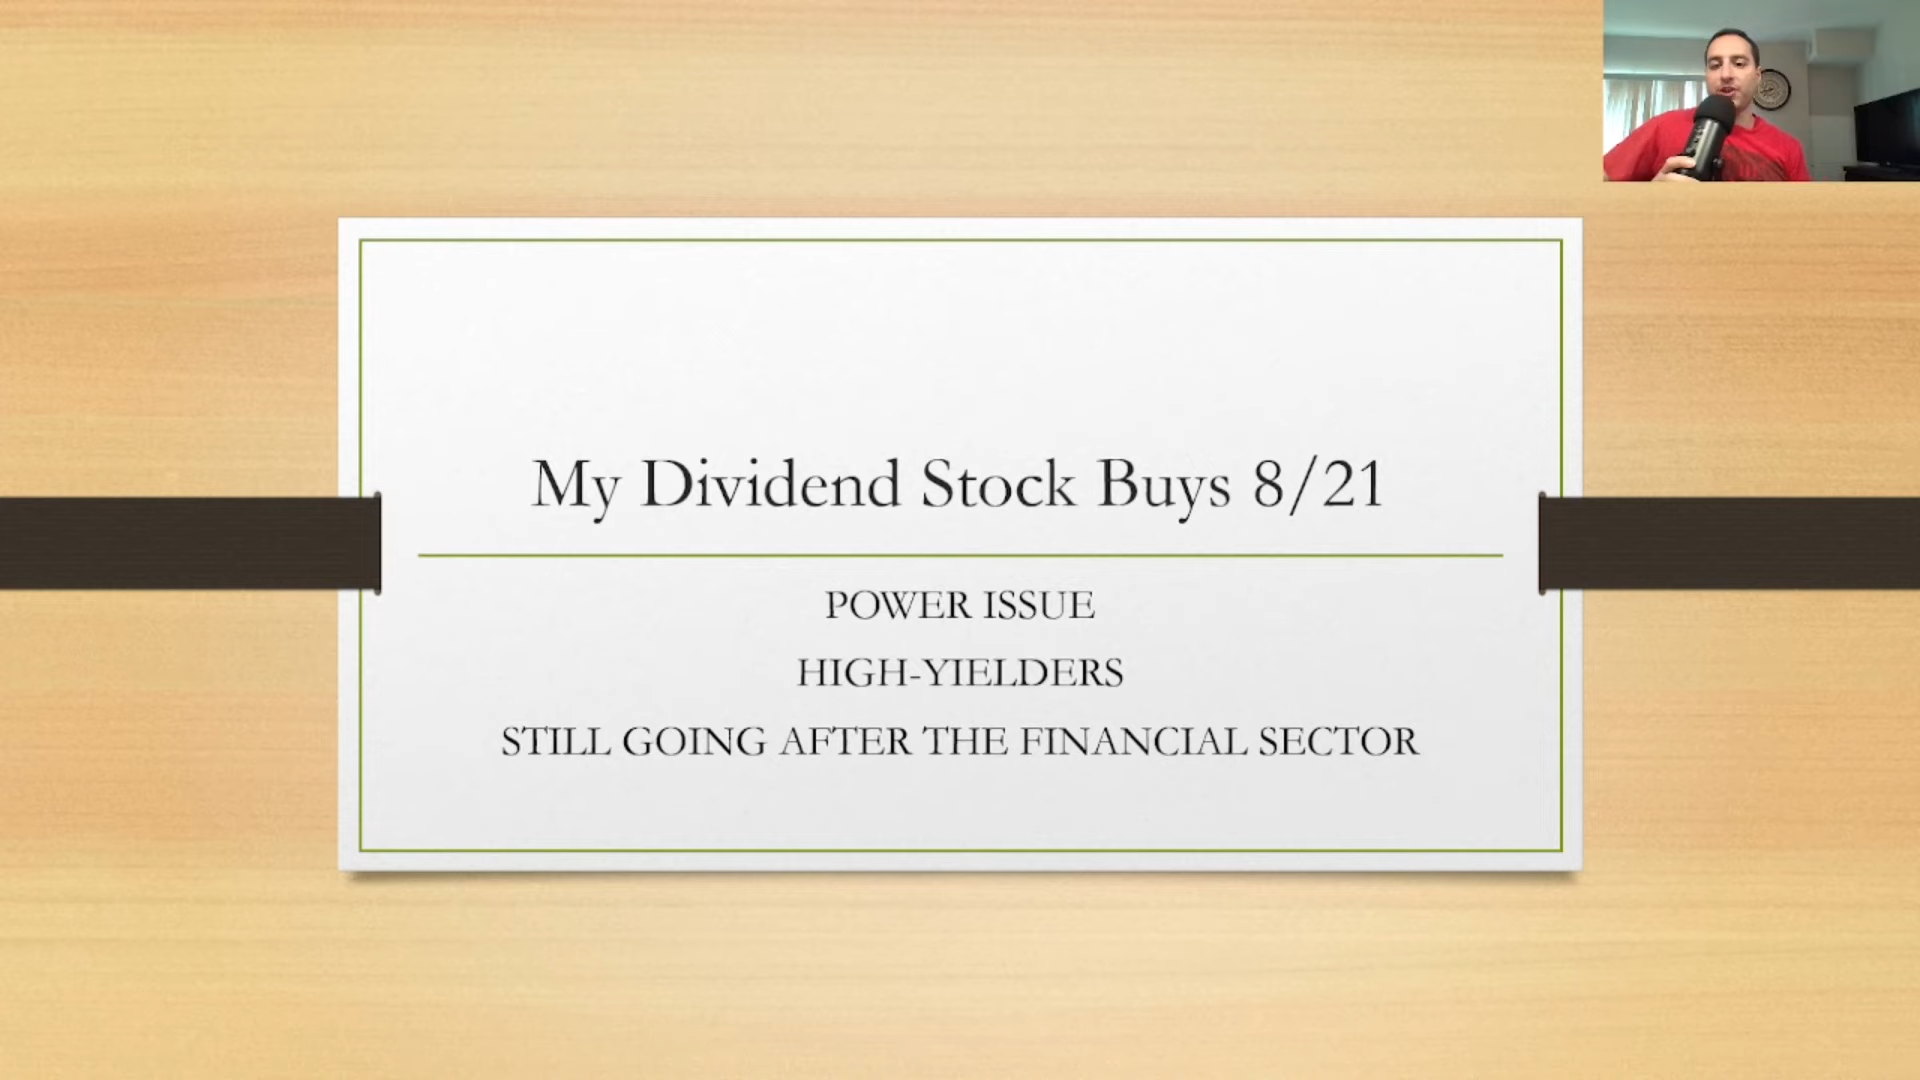 My Dividend Stock Buys 8/21
POWER ISSUE
HIGH-YIELDERS
STILL GOING AFTER THE FINANCIAL SECTOR